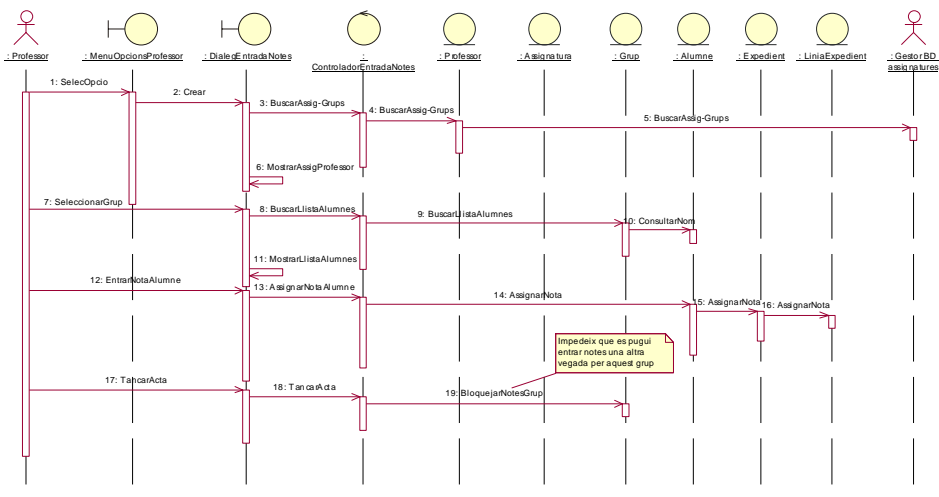 : Professor
: MenuOpcionsProfessor
: DialegEntradaNotes
:
ControladorEntradaNotes
: Professor
: Assignatura
: Grup
: Alumne
: Expedient
: LiniaExpedient
: Gestor BD
assignatures
1: SelecOpcio
2: Crear
3: BuscarAssig-Grups
4: BuscarAssig-Grups
5: BuscarAssig-Grups
6: MostrarAssigProfessor
7: SeleccionarGrup
8: BuscarLlistaAlumnes
9: BuscarLlistaAlumnes
10: ConsultarNom
11: MostrarLlistaAlumnes
12: EntrarNotaAlumne
13: AssignarNotaAlumne
14: AssignarNota
15: AssignarNota
16: AssignarNota
Impedeix que es pugui
entrar notes una altra
vegada per aquest grup
17: TancarActa
18: TancarActa
19: BloquejarNotesGrup